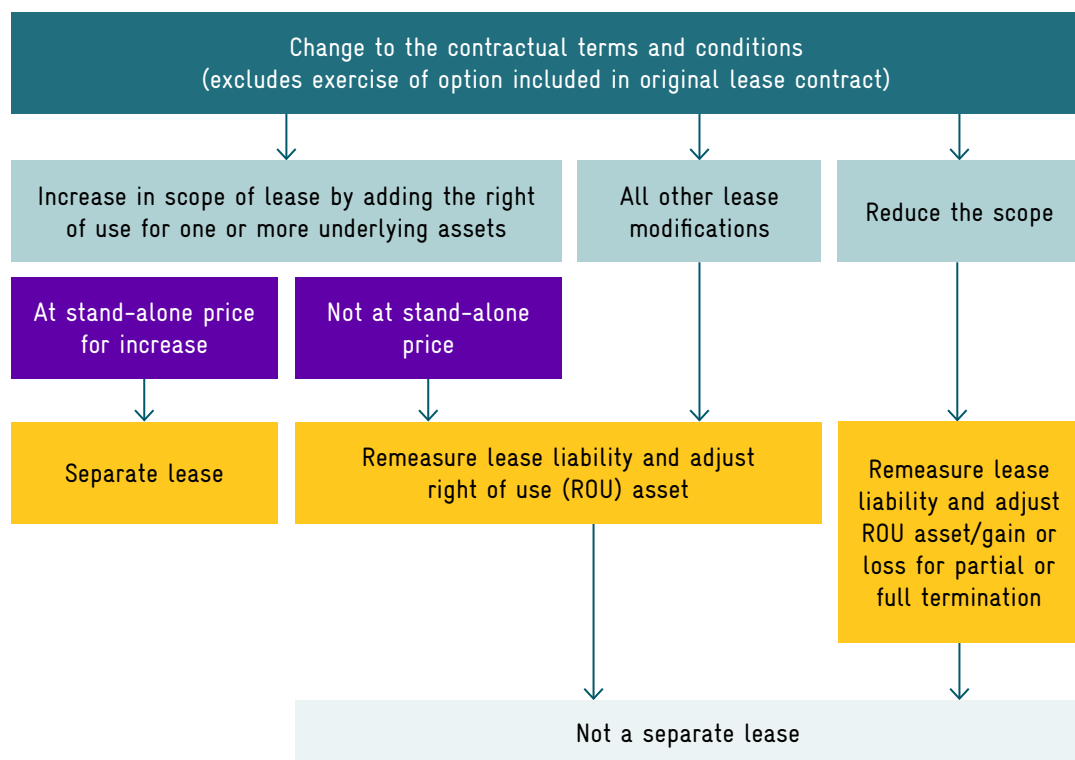 Change to the contractual terms and conditions
(excludes exercise of option included in original lease contract)
Increase in scope of lease by adding the right
of use for one or more underlying assets
All other lease
modifications
Reduce the scope
At stand-alone price
for increase
Not at stand-alone
price
Separate lease
Remeasure lease liability and adjust
right of use (ROU) asset
Remeasure lease
liability and adjust
ROU asset/gain or
loss for partial or
full termination
Not a separate lease